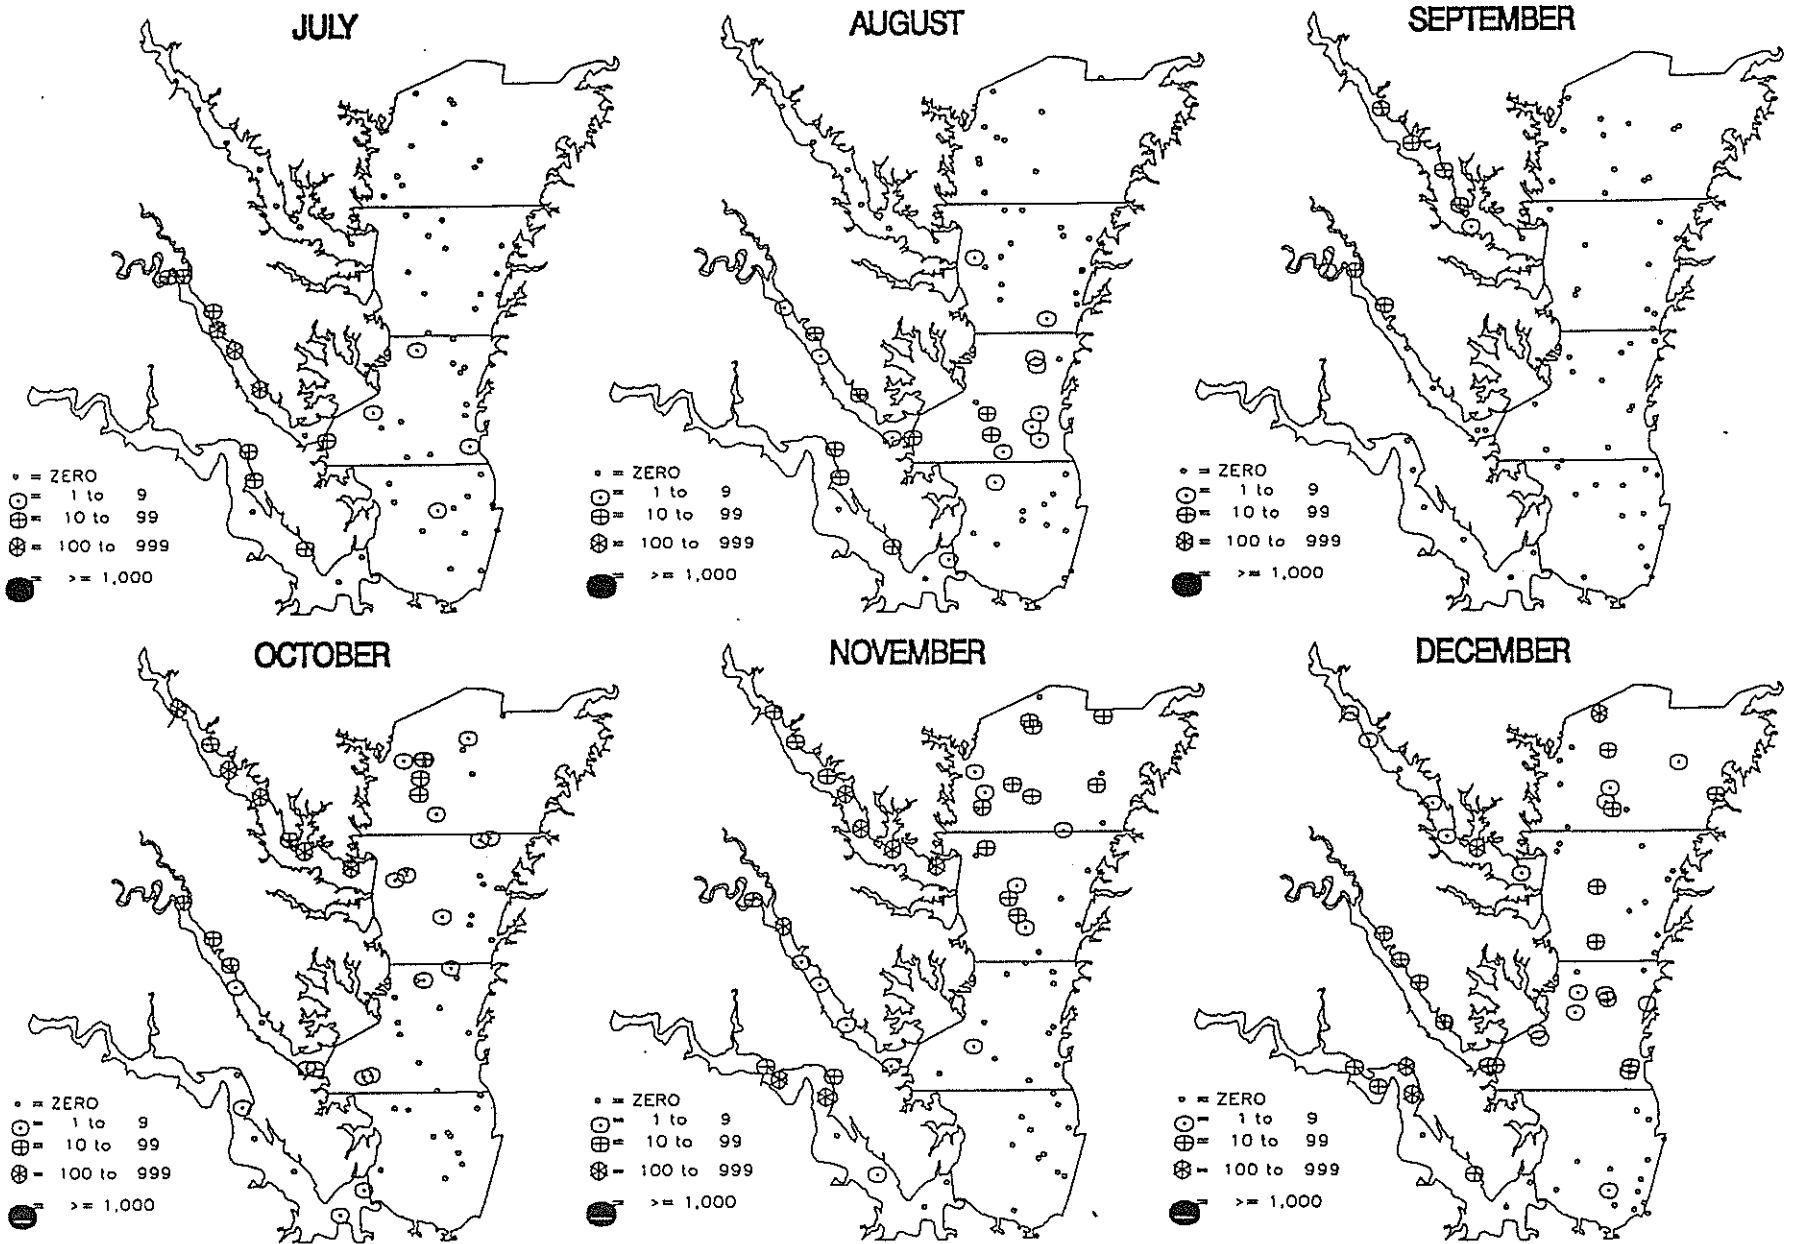 JULY
∘ = ZERO
⊙ = 1 to 9
⊕ = 10 to 99
= 100 to 999
= >= 1,000
AUGUST
∘ = ZERO
⊙ = 1 to 9
⊕ = 10 to 99
= 100 to 999
= >= 1,000
SEPTEMBER
∘ = ZERO
⊙ = 1 to 9
⊕ = 10 to 99
= 100 to 999
= >= 1,000
OCTOBER
∘ = ZERO
⊙ = 1 to 9
⊕ = 10 to 99
= 100 to 999
= >= 1,000
NOVEMBER
∘ = ZERO
⊙ = 1 to 9
⊕ = 10 to 99
= 100 to 999
= >= 1,000
DECEMBER
∘ = ZERO
⊙ = 1 to 9
⊕ = 10 to 99
= 100 to 999
= >= 1,000